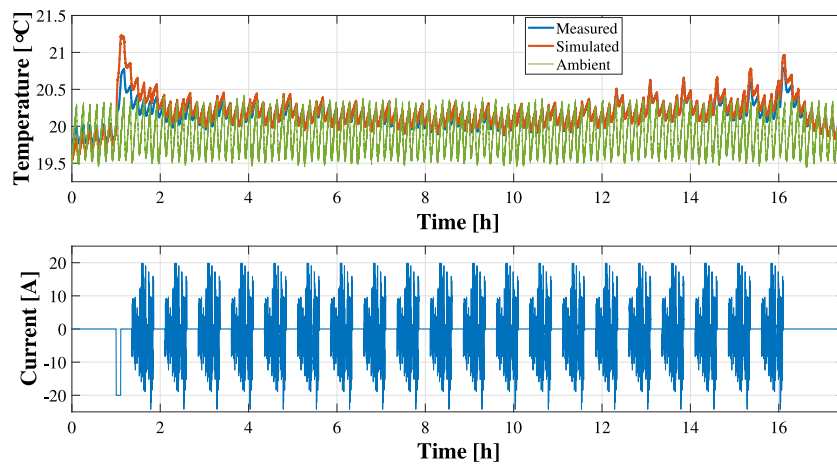 Temperature [°C]
21.5
21
20.5
20
19.5
Measured
Simulated
Ambient
0 2 4 6 8 10 12 14 16
Time [h]
Current [A]
20
10
0
-10
-20
0 2 4 6 8 10 12 14 16
Time [h]